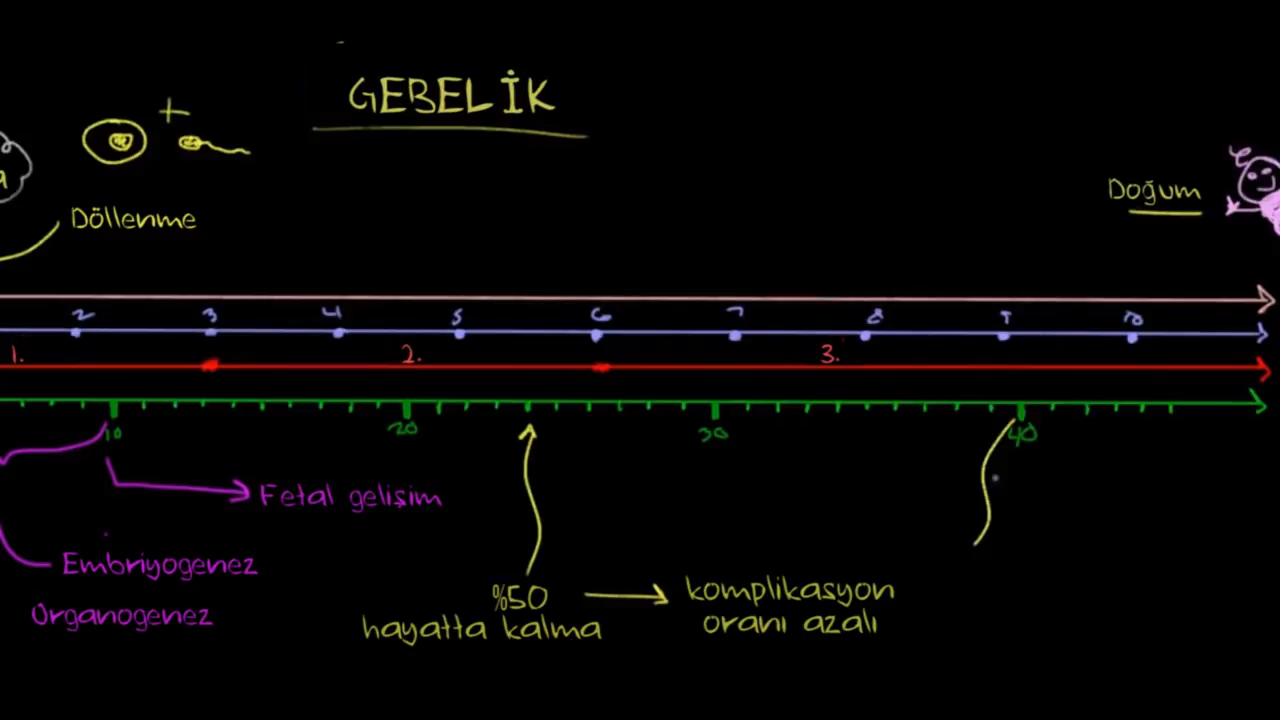 GEBELİK
Döllenme
Doğum
2 3 4 5 6 7 8 9 10
1. 2. 3.
10 20 30 40
Fetal gelişim
Embriyogenez
Organogenez
%50
hayatta kalma
komplikasyon
oranı azalı